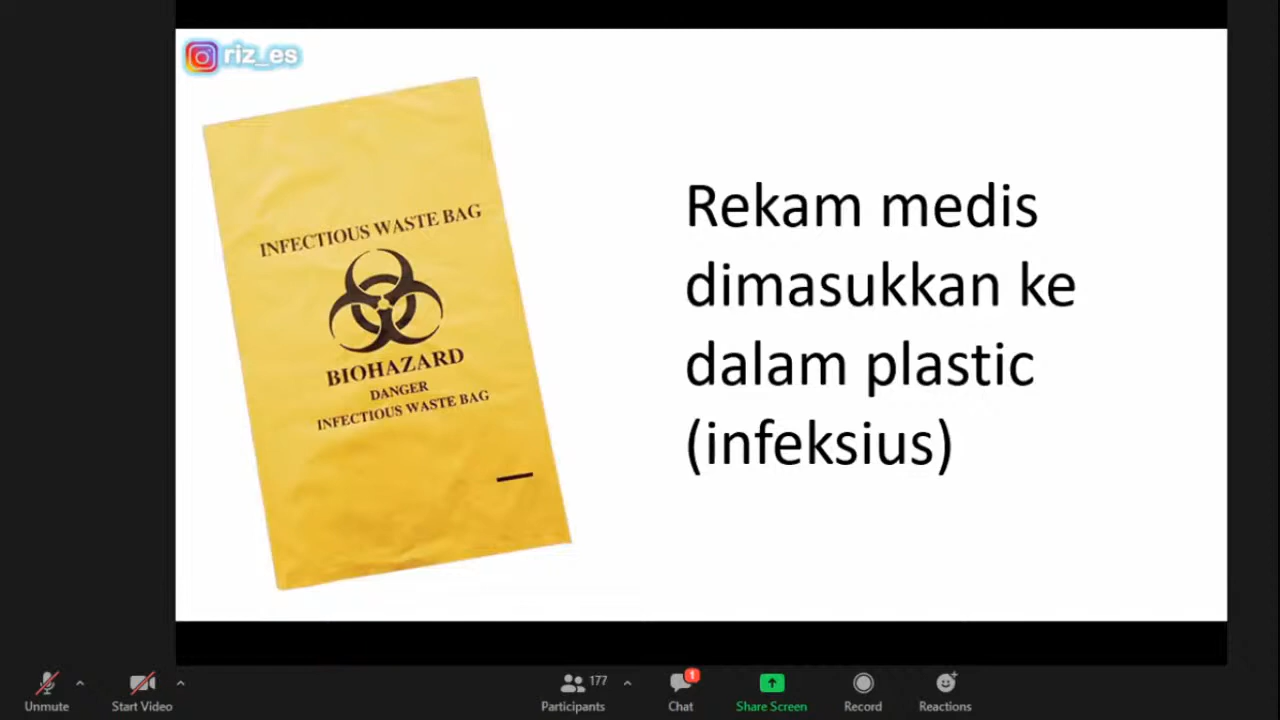 riz_es
INFECTIOUS WASTE BAG
BIOHAZARD
DANGER
INFECTIOUS WASTE BAG
Rekam medis
dimasukkan ke
dalam plastic
(infeksius)
Unmute
Start Video
177
Participants
1
Chat
Share Screen
Record
Reactions